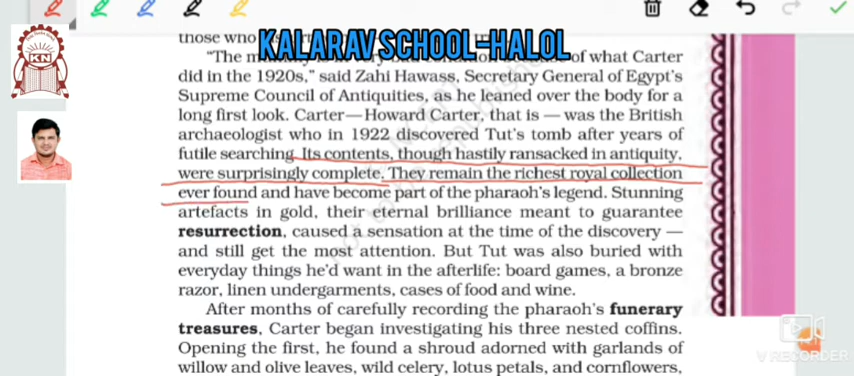 KALARAV SCHOOL-HALOL
KN
those who
"The of what Carter
did in the 1920s," said Zahi Hawass, Secretary General of Egypt's
Supreme Council of Antiquities, as he leaned over the body for a
long first look. Carter—Howard Carter, that is — was the British
archaeologist who in 1922 discovered Tut's tomb after years of
futile searching. Its contents, though hastily ransacked in antiquity,
were surprisingly complete. They remain the richest royal collection
ever found and have become part of the pharaoh's legend. Stunning
artefacts in gold, their eternal brilliance meant to guarantee
resurrection, caused a sensation at the time of the discovery —
and still get the most attention. But Tut was also buried with
everyday things he'd want in the afterlife: board games, a bronze
razor, linen undergarments, cases of food and wine.
After months of carefully recording the pharaoh's funerary
treasures, Carter began investigating his three nested coffins.
Opening the first, he found a shroud adorned with garlands of
willow and olive leaves, wild celery, lotus petals, and cornflowers,
V RECORDER